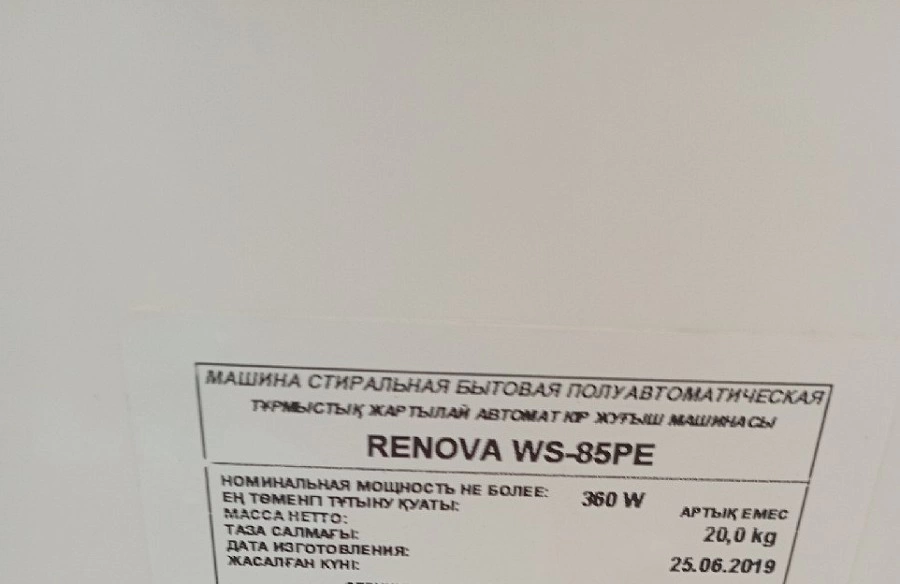 МАШИНА СТИРАЛЬНАЯ БЫТОВАЯ ПОЛУАВТОМАТИЧЕСКАЯ
ТҰРМЫСТЫҚ ЖАРТЫЛАЙ АВТОМАТ КІР ЖУҒЫШ МАШИНАСЫ
RENOVA WS-85PE
НОМИНАЛЬНАЯ МОЩНОСТЬ НЕ БОЛЕЕ: 360 W
ЕҢ ТӨМЕНГІ ТҰТЫНУ ҚУАТЫ: АРТЫҚ ЕМЕС
МАССА НЕТТО: 20,0 kg
ТАЗА САЛМАҒЫ:
ДАТА ИЗГОТОВЛЕНИЯ: 25.06.2019
ЖАСАЛҒАН КҮНІ: